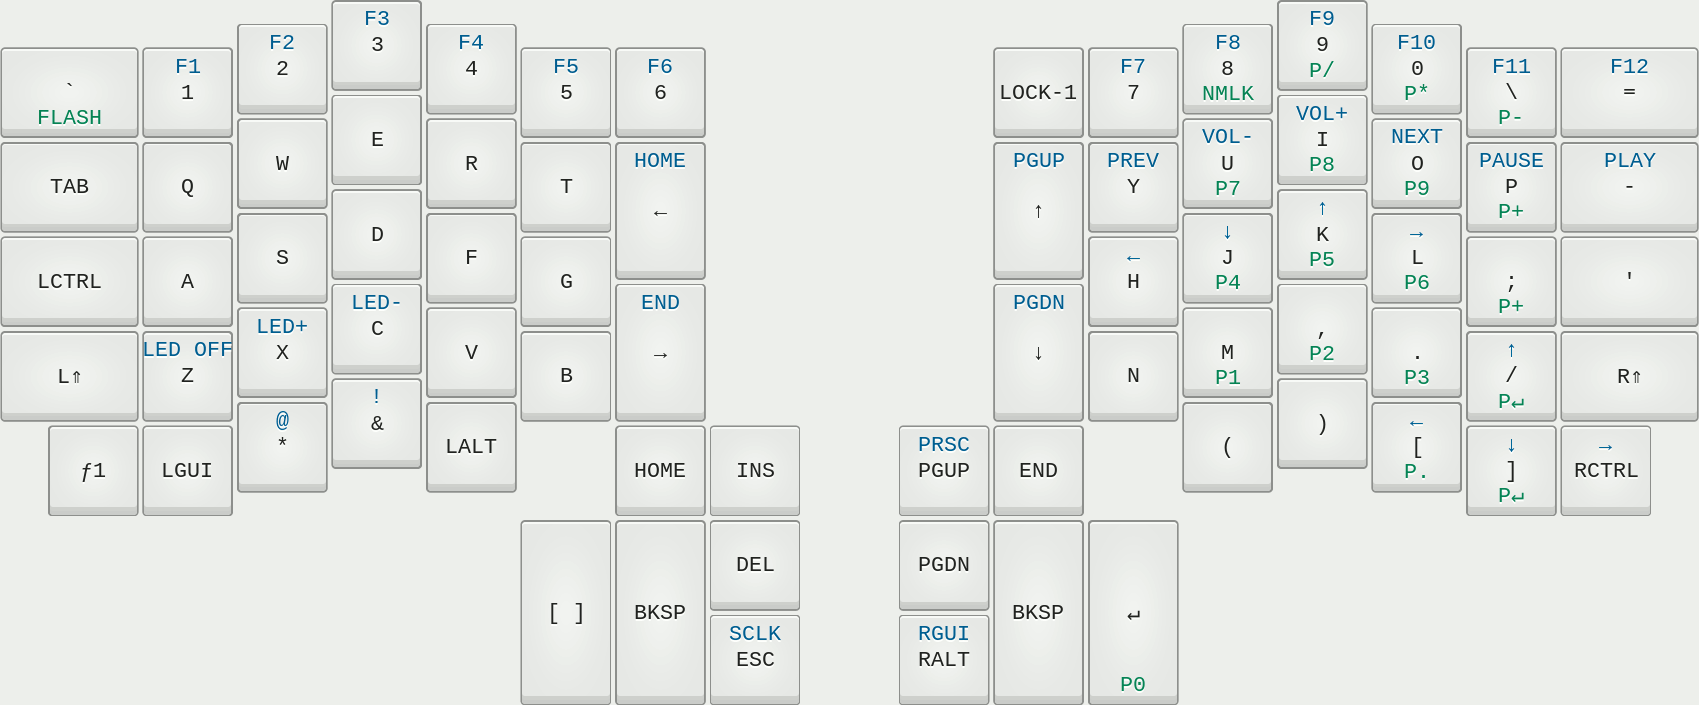 `
FLASH
F1
1
F2
2
F3
3
F4
4
F5
5
F6
6
LOCK-1
F7
7
F8
8
NMLK
F9
9
P/
F10
0
P*
F11
\
P-
F12
=
TAB
Q
W
E
R
T
HOME
←
PGUP
↑
PREV
Y
VOL-
U
P7
VOL+
I
P8
NEXT
O
P9
PAUSE
P
P+
PLAY
-
LCTRL
A
S
D
F
G
←
H
↓
J
P4
↑
K
P5
→
L
P6
;
P+
'
L⇑
LED OFF
Z
LED+
X
LED-
C
V
B
END
→
PGDN
↓
N
M
P1
,
P2
.
P3
↑
/
P↵
R⇑
ƒ1
LGUI
@
*
!
&
LALT
HOME
INS
PRSC
PGUP
END
(
)
←
[
P.
↓
]
P↵
→
RCTRL
[ ]
BKSP
DEL
SCLK
ESC
PGDN
RGUI
RALT
BKSP
↵
P0